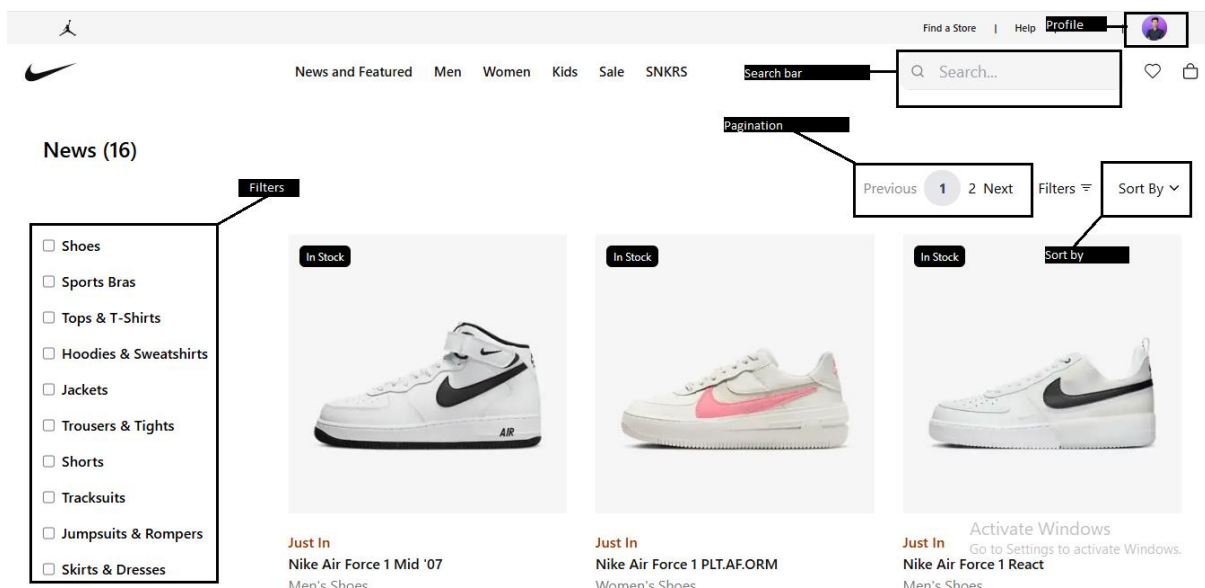 Find a Store | Help
Profile
|
News and Featured Men Women Kids Sale SNKRS
Search bar
Search...
Pagination
News (16)
Filters
Previous 1 2 Next Filters Sort By
Sort by
Shoes
Sports Bras
Tops & T-Shirts
Hoodies & Sweatshirts
Jackets
Trousers & Tights
Shorts
Tracksuits
Jumpsuits & Rompers
Skirts & Dresses
In Stock
In Stock
In Stock
AIR
Just In
Nike Air Force 1 Mid '07
Men's Shoes
Just In
Nike Air Force 1 PLT.AF.ORM
Women's Shoes
Just In
Nike Air Force 1 React
Men's Shoes
Activate Windows
Go to Settings to activate Windows.